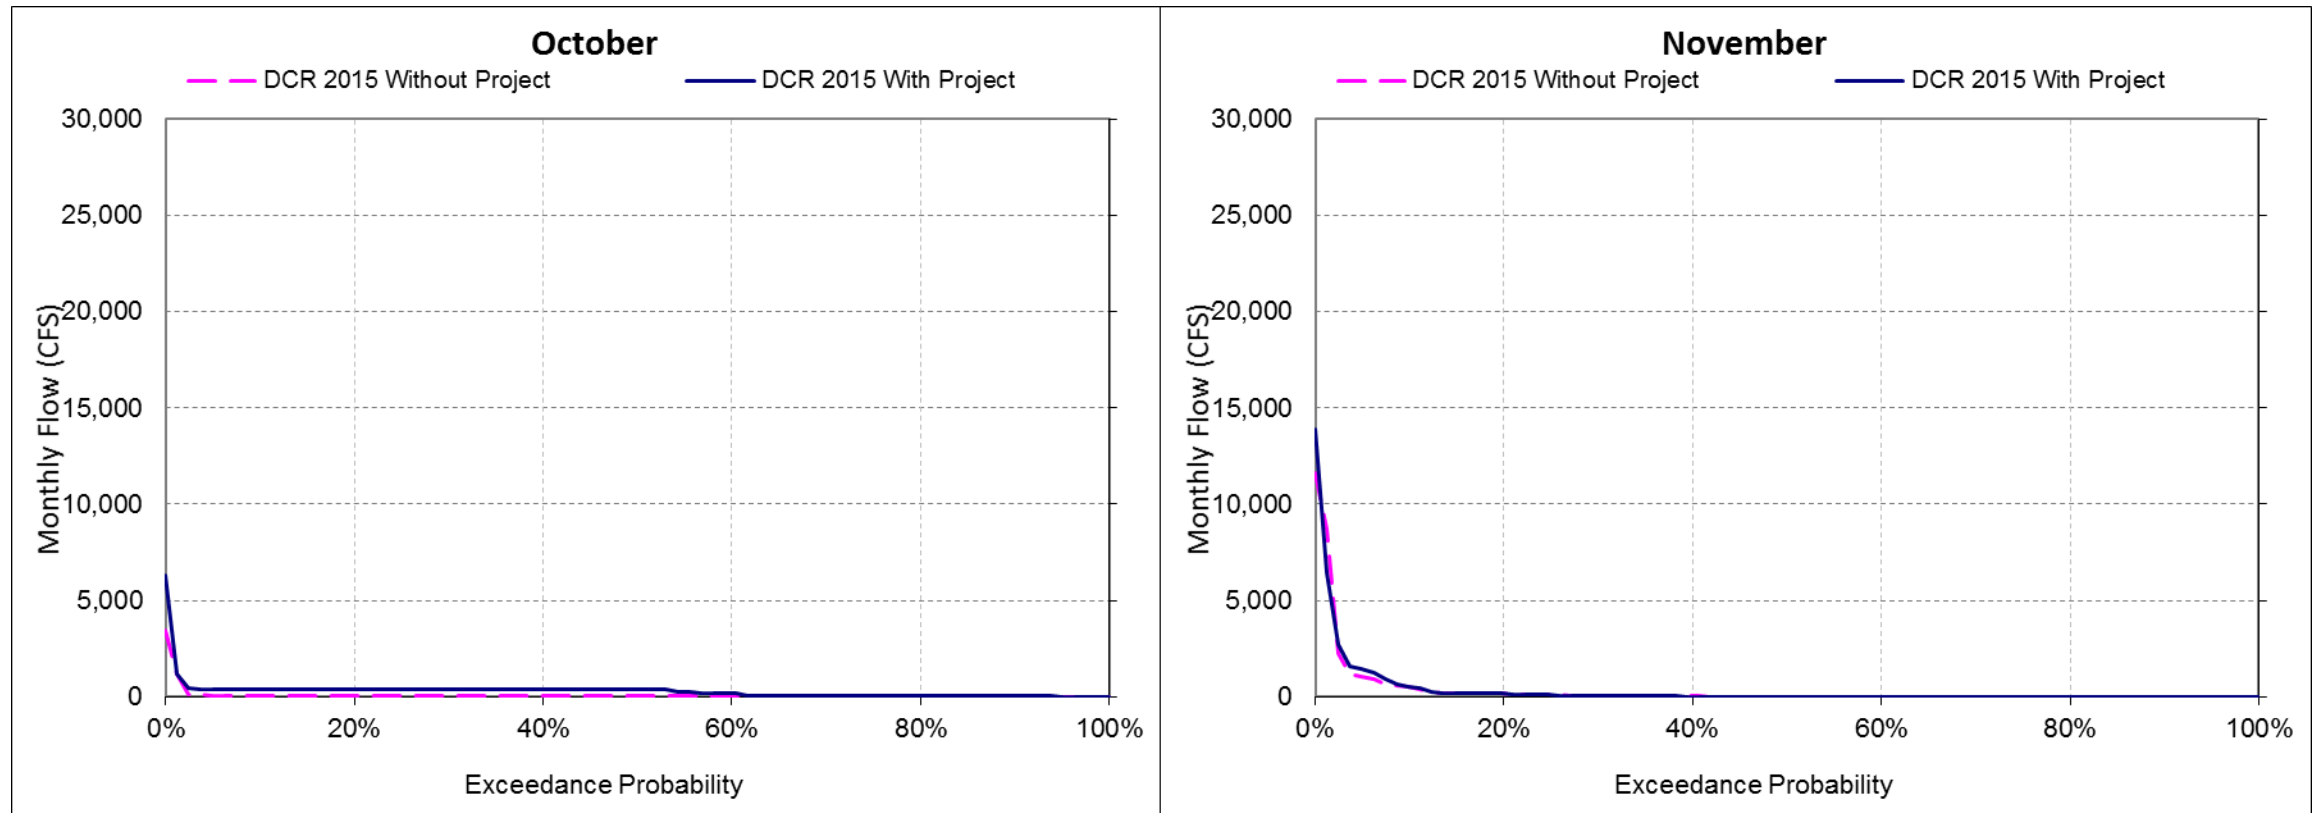 October
DCR 2015 Without Project
DCR 2015 With Project
30,000
25,000
20,000
15,000
10,000
5,000
0
Monthly Flow (CFS)
0%
20%
40%
60%
80%
100%
Exceedance Probability
November
DCR 2015 Without Project
DCR 2015 With Project
30,000
25,000
20,000
15,000
10,000
5,000
0
Monthly Flow (CFS)
0%
20%
40%
60%
80%
100%
Exceedance Probability